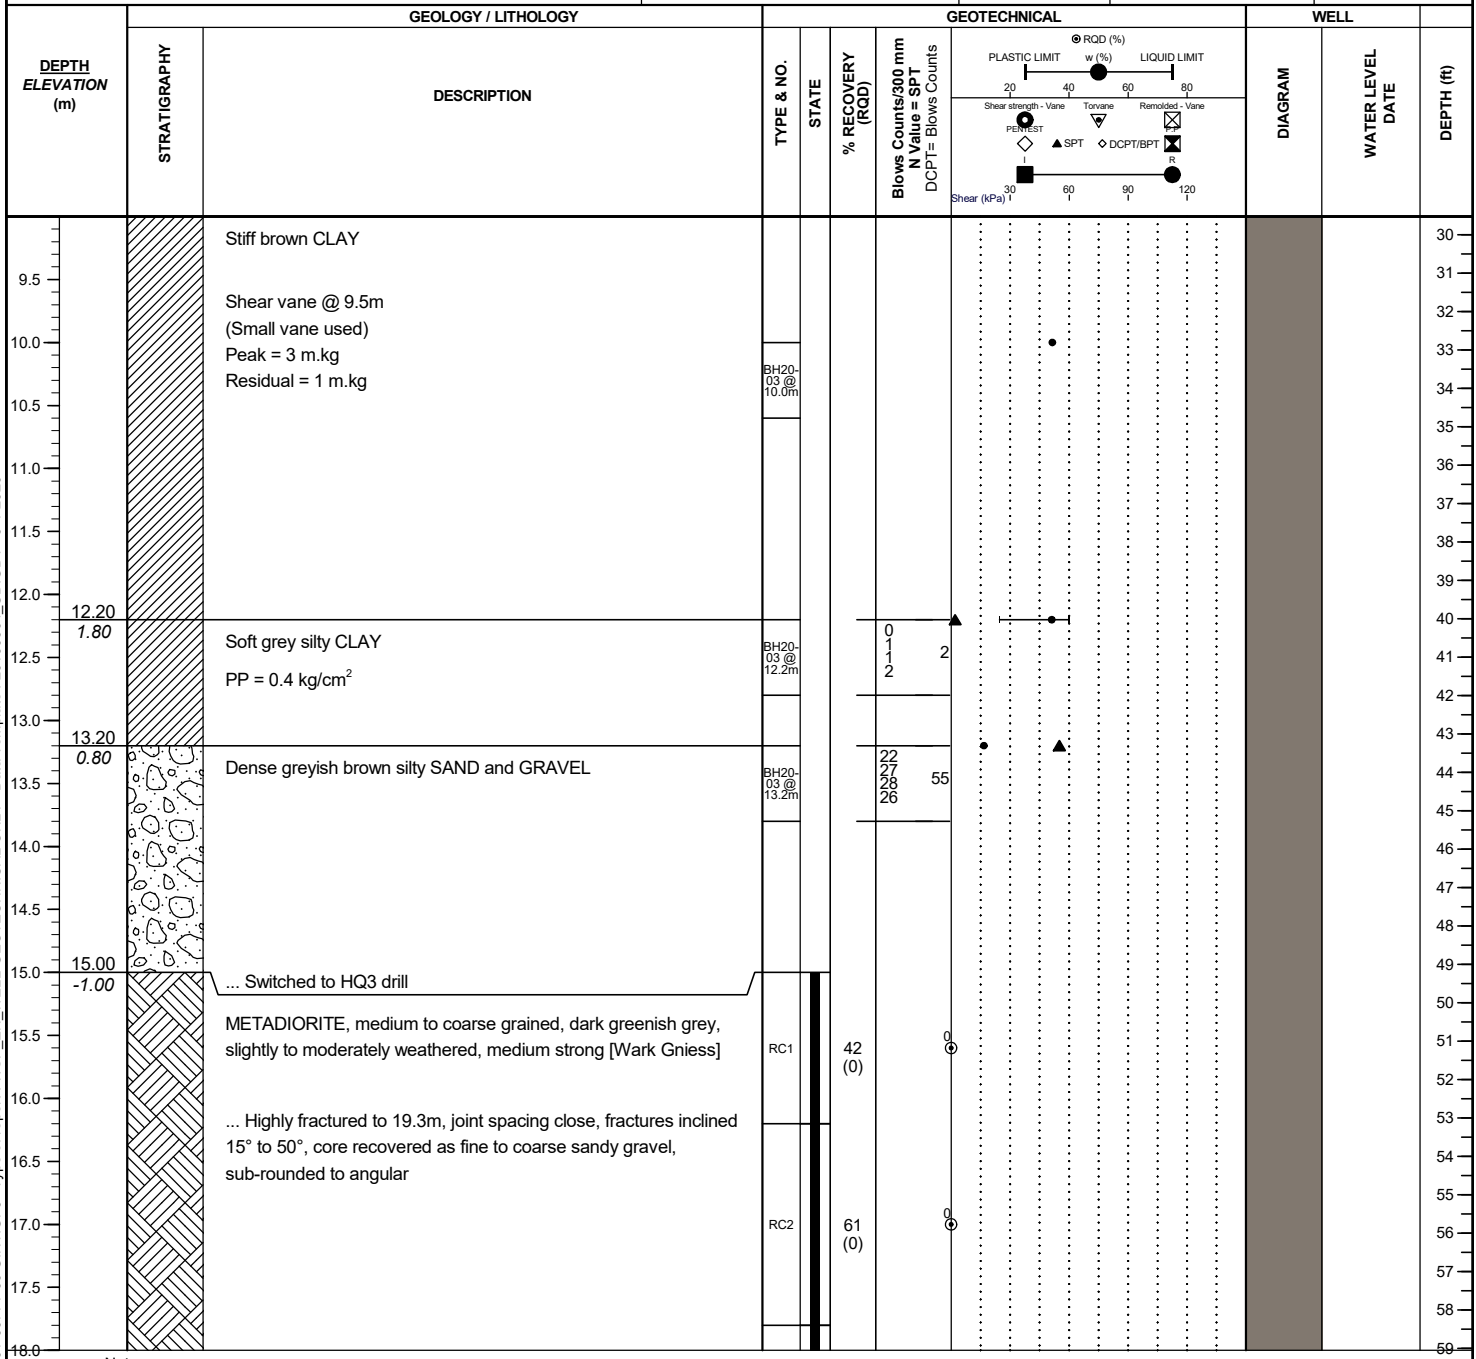 GEOLOGY / LITHOLOGY
GEOTECHNICAL
WELL
DEPTH
ELEVATION
(m)
STRATIGRAPHY
DESCRIPTION
TYPE & NO.
STATE
% RECOVERY
(RQD)
Blows Counts/300 mm
N Value = SPT
DCPT= Blows Counts
RQD (%)
PLASTIC LIMIT w (%) LIQUID LIMIT
20 40 60 80
Shear strength - Vane Torvane Remolded - Vane
PENTEST P.P
SPT DCPT/BPT
I R
Shear (kPa) 30 60 90 120
DIAGRAM
WATER LEVEL
DATE
DEPTH (ft)
Stiff brown CLAY
Shear vane @ 9.5m
(Small vane used)
Peak = 3 m.kg
Residual = 1 m.kg
BH20-
03 @
10.0m
9.5
10.0
10.5
11.0
11.5
12.0
12.20
1.80
Soft grey silty CLAY
PP = 0.4 kg/cm²
BH20-
03 @
12.2m
0
1
1
2
2
12.5
13.0
13.20
0.80
Dense greyish brown silty SAND and GRAVEL
BH20-
03 @
13.2m
22
27
28
26
55
13.5
14.0
14.5
15.00
15.0
-1.00
... Switched to HQ3 drill
METADIORITE, medium to coarse grained, dark greenish grey,
slightly to moderately weathered, medium strong [Wark Gniess]
RC1
42
(0)
0
15.5
16.0
... Highly fractured to 19.3m, joint spacing close, fractures inclined
15° to 50°, core recovered as fine to coarse sandy gravel,
sub-rounded to angular
RC2
61
(0)
0
16.5
17.0
17.5
18.0
30
31
32
33
34
35
36
37
38
39
40
41
42
43
44
45
46
47
48
49
50
51
52
53
54
55
56
57
58
59